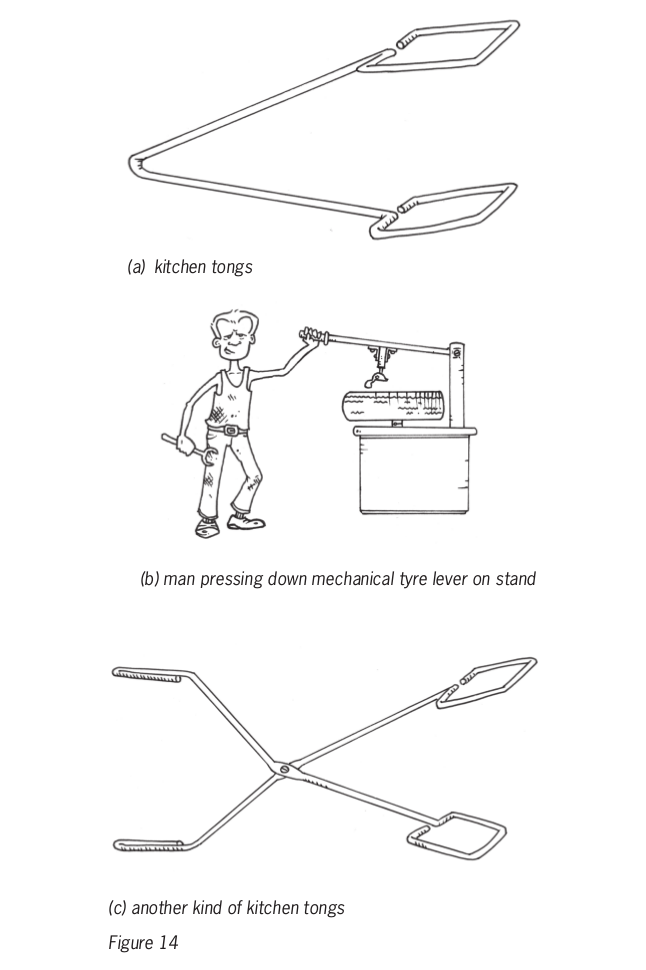 (a) kitchen tongs
(b) man pressing down mechanical tyre lever on stand
(c) another kind of kitchen tongs
Figure 14